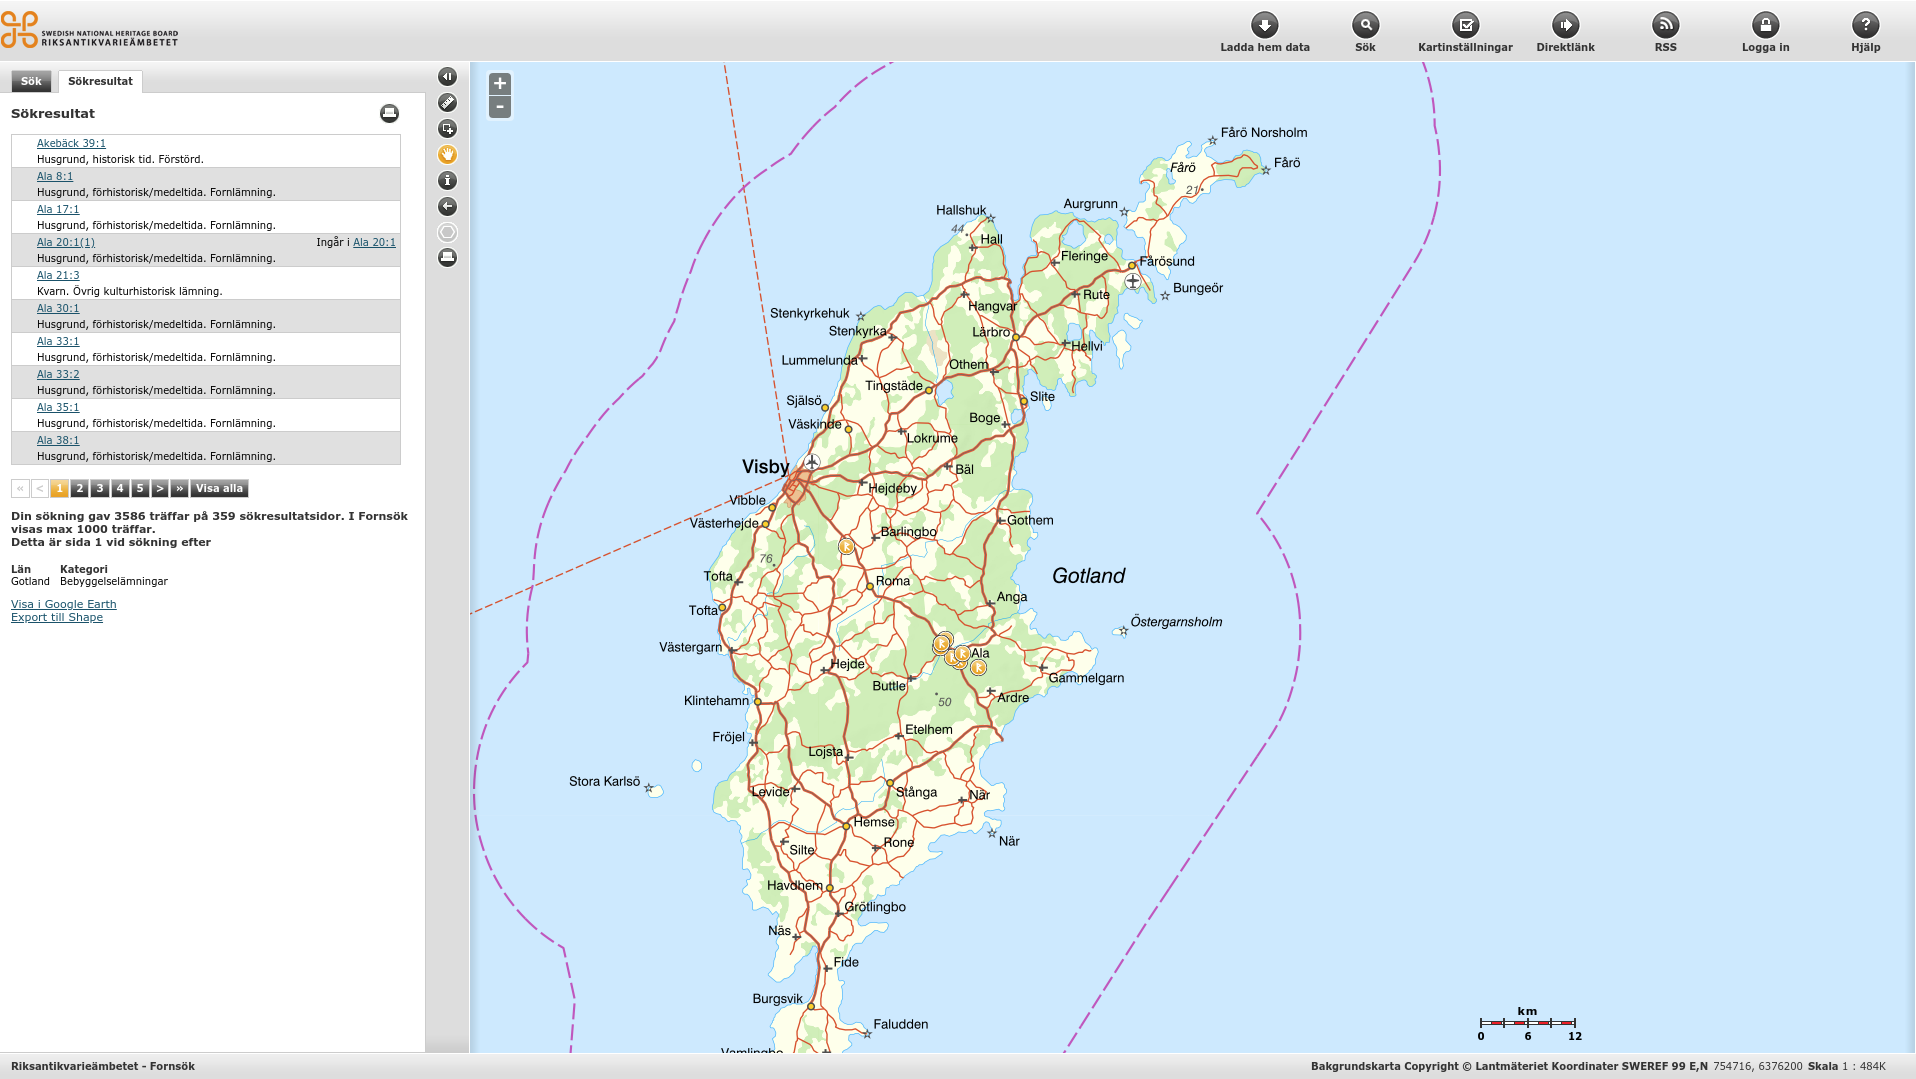 SWEDISH NATIONAL HERITAGE BOARD
RIKSANTIKVARIEÄMBETET
Ladda hem data
Sök
Kartinställningar
Direktlänk
RSS
Logga in
Hjälp
Sök
Sökresultat
Sökresultat
Akebäck 39:1
Husgrund, historisk tid. Förstörd.
Ala 8:1
Husgrund, förhistorisk/medeltida. Fornlämning.
Ala 17:1
Husgrund, förhistorisk/medeltida. Fornlämning.
Ala 20:1(1) Ingår i Ala 20:1
Husgrund, förhistorisk/medeltida. Fornlämning.
Ala 21:3
Kvarn. Övrig kulturhistorisk lämning.
Ala 30:1
Husgrund, förhistorisk/medeltida. Fornlämning.
Ala 33:1
Husgrund, förhistorisk/medeltida. Fornlämning.
Ala 33:2
Husgrund, förhistorisk/medeltida. Fornlämning.
Ala 35:1
Husgrund, förhistorisk/medeltida. Fornlämning.
Ala 38:1
Husgrund, förhistorisk/medeltida. Fornlämning.
« < 1 2 3 4 5 > » Visa alla
Din sökning gav 3586 träffar på 359 sökresultatsidor. I Fornsök
visas max 1000 träffar.
Detta är sida 1 vid sökning efter
Län Kategori
Gotland Bebyggelselämningar
Visa i Google Earth
Export till Shape
+
-
Fårö Norsholm
Fårö
Fårö
21
Aurgrunn
Hallshuk
44
Hall
Fleringe
Fårösund
Bungeör
Rute
Hangvar
Stenkyrkehuk
Stenkyrka
Lärbro
Hellvi
Lummelunda
Othem
Tingstäde
Slite
Själsö
Boge
Väskinde
Lokrume
Visby
Bäl
Hejdeby
Vibble
Västerhejde
Gothem
Barlingbo
76
Tofta
Roma
Gotland
Anga
Tofta
Östergarnsholm
Västergarn
Ala
Hejde
Gammelgarn
Buttle
Ardre
50
Klintehamn
Etelhem
Fröjel
Lojsta
Stora Karlsö
Levide
Stånga
När
Hemse
När
Rone
Silte
Havdhem
Grötlingbo
Näs
Fide
Burgsvik
Faludden
Vamlingbo
km
0 6 12
Riksantikvarieämbetet - Fornsök
Bakgrundskarta Copyright © Lantmäteriet Koordinater SWEREF 99 E,N 754716, 6376200 Skala 1 : 484K